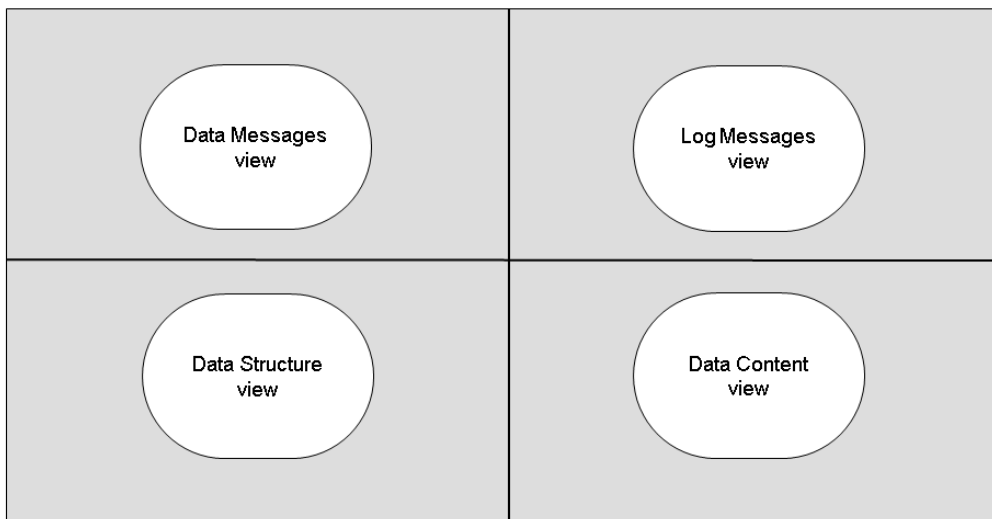 Data Messages
view
Log Messages
view
Data Structure
view
Data Content
view